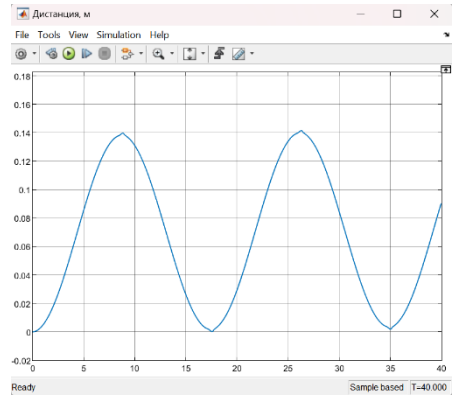 Дистанция, м
File Tools View Simulation Help
0.18
0.16
0.14
0.12
0.1
0.08
0.06
0.04
0.02
0
-0.02
0 5 10 15 20 25 30 35 40
Ready Sample based T=40.000